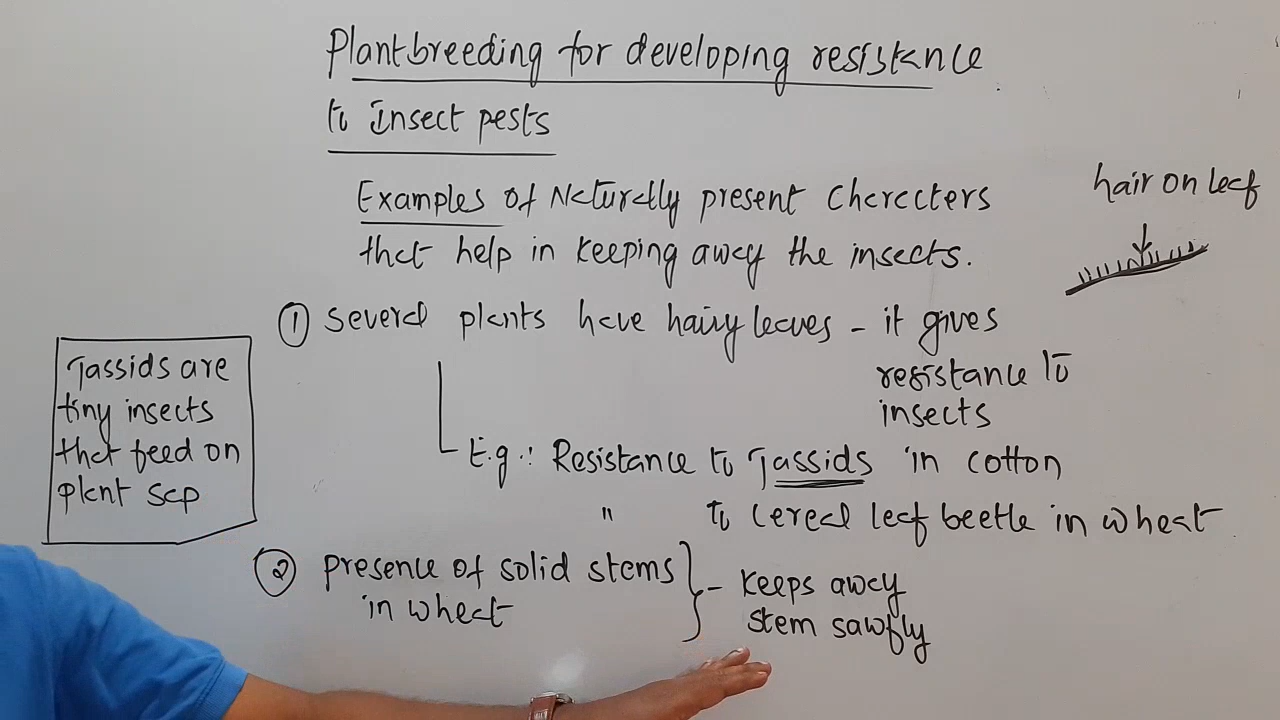 Plantbreeding for developing resistance
to Insect pests
Examples of Naturally present Characters
that help in keeping away the insects.
hair on leaf
① Several plants have hairy leaves - it gives
resistance to
insects
E.g.: Resistance to Jassids in cotton
" to cereal leaf beetle in wheat
Jassids are
tiny insects
that feed on
plant sap
② presence of solid stems } - keeps away
in wheat stem sawfly